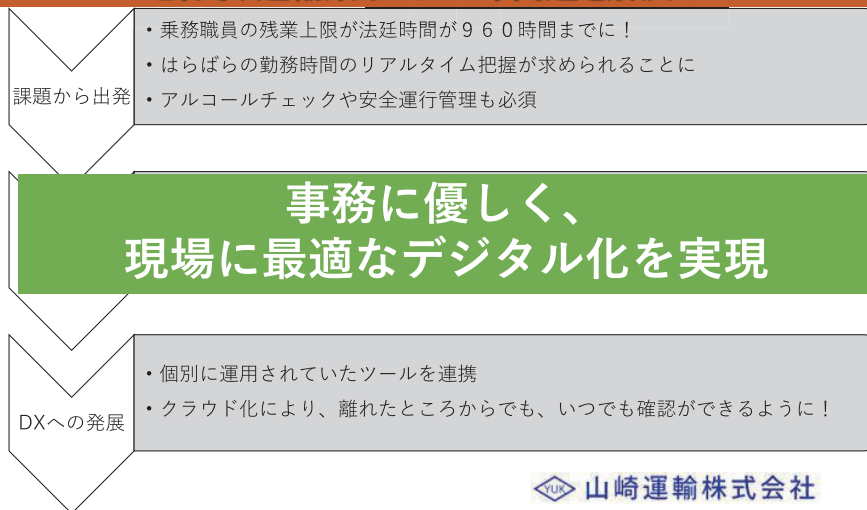 課題から出発
・乗務職員の残業上限が法廷時間が９６０時間までに！
・はらばらの勤務時間のリアルタイム把握が求められることに
・アルコールチェックや安全運行管理も必須
事務に優しく、
現場に最適なデジタル化を実現
DXへの発展
・個別に運用されていたツールを連携
・クラウド化により、離れたところからでも、いつでも確認ができるように！
YUK 山崎運輸株式会社